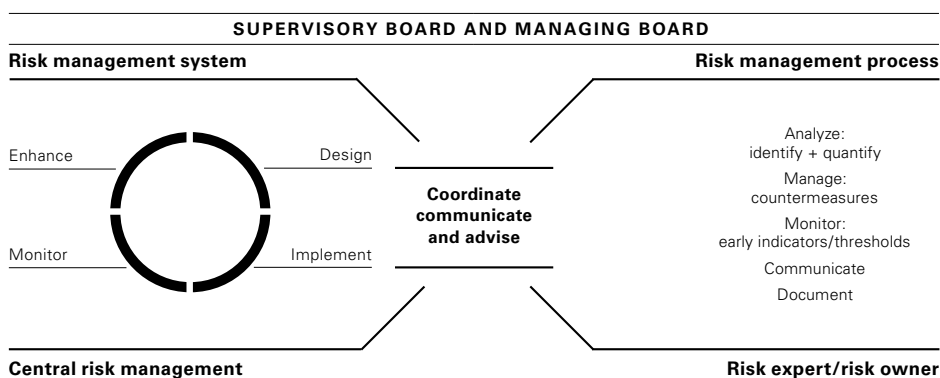 SUPERVISORY BOARD AND MANAGING BOARD
Risk management system
Risk management process
Enhance
Design
Monitor
Implement
Coordinate
communicate
and advise
Analyze:
identify + quantify
Manage:
countermeasures
Monitor:
early indicators/thresholds
Communicate
Document
Central risk management
Risk expert/risk owner